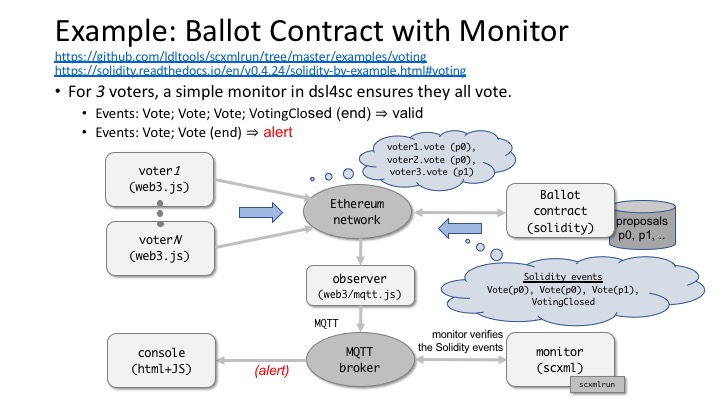 Example: Ballot Contract with Monitor
https://github.com/ldltools/scxmlrun/tree/master/examples/voting
https://solidity.readthedocs.io/en/v0.4.24/solidity-by-example.html#voting
• For 3 voters, a simple monitor in dsl4sc ensures they all vote.
• Events: Vote; Vote; Vote; VotingClosed (end) ⇒ valid
• Events: Vote; Vote (end) ⇒ alert
voter1.vote (p0),
voter2.vote (p0),
voter3.vote (p1)
voter1
(web3.js)
voterN
(web3.js)
Ethereum
network
Ballot
contract
(solidity)
proposals
p0, p1, ..
observer
(web3/mqtt.js)
Solidity events
Vote(p0), Vote(p0), Vote(p1),
VotingClosed
MQTT
console
(html+JS)
(alert)
MQTT
broker
monitor verifies
the Solidity events
monitor
(scxml)
scxmlrun